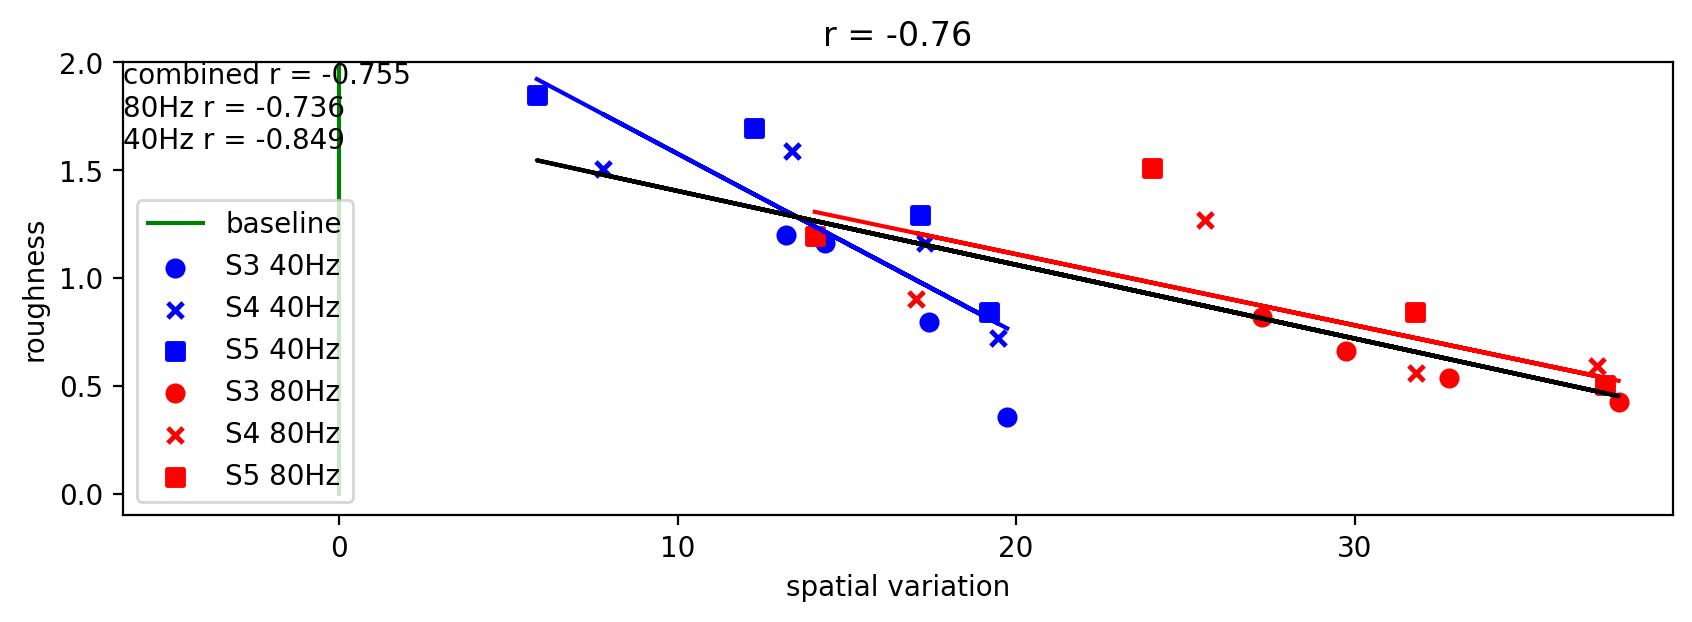 r = -0.76
combined r = -0.755
80Hz r = -0.736
40Hz r = -0.849
baseline
S3 40Hz
S4 40Hz
S5 40Hz
S3 80Hz
S4 80Hz
S5 80Hz
roughness
2.0
1.5
1.0
0.5
0.0
0 10 20 30
spatial variation